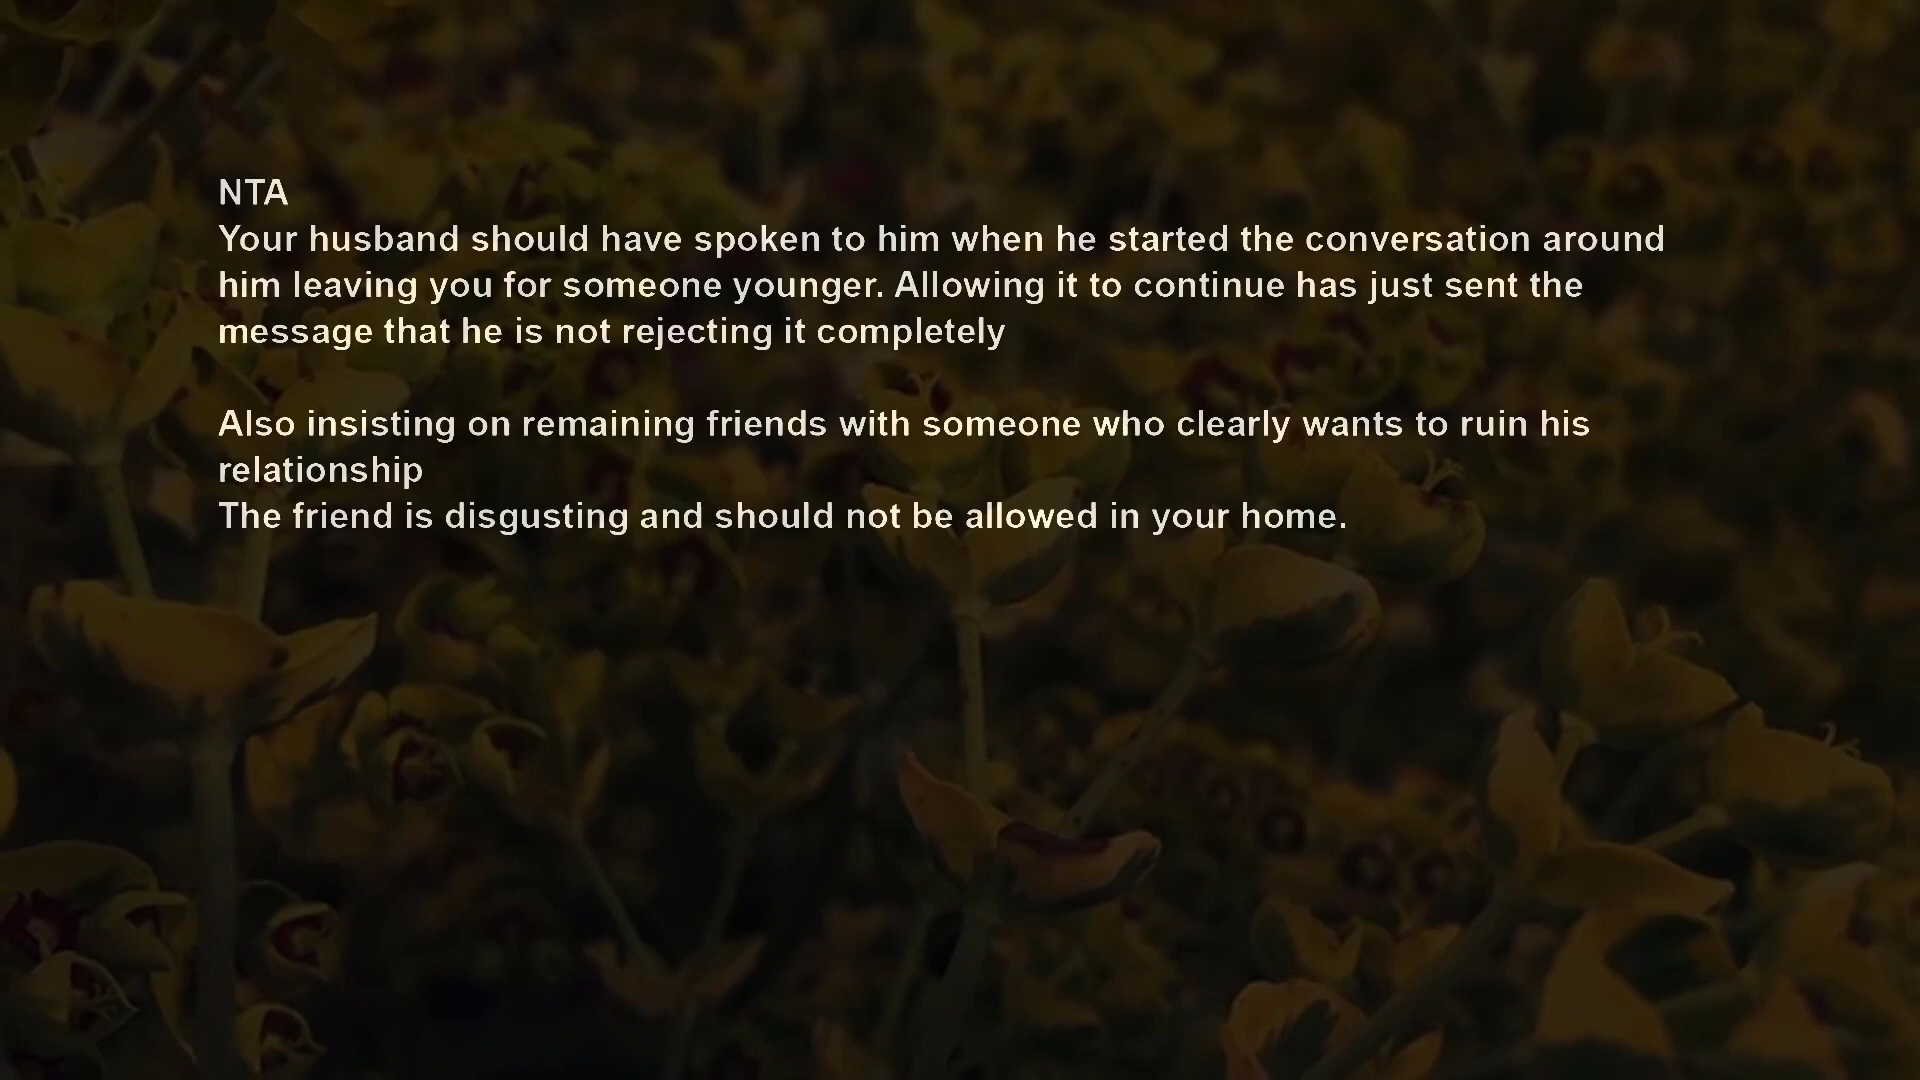 NTA
Your husband should have spoken to him when he started the conversation around
him leaving you for someone younger. Allowing it to continue has just sent the
message that he is not rejecting it completely
Also insisting on remaining friends with someone who clearly wants to ruin his
relationship
The friend is disgusting and should not be allowed in your home.